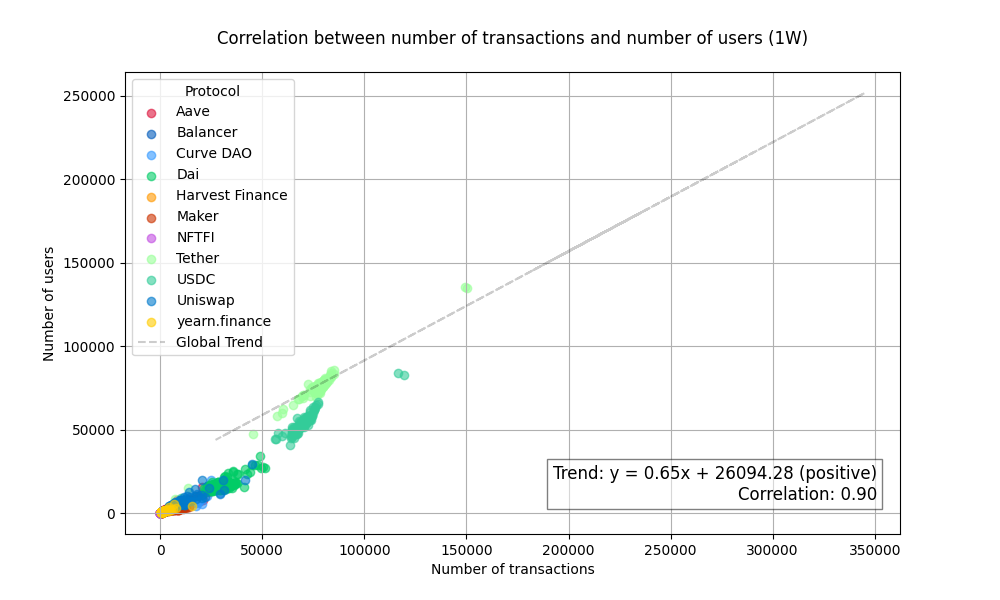 Correlation between number of transactions and number of users (1W)
Number of users
250000
200000
150000
100000
50000
0
Protocol
Aave
Balancer
Curve DAO
Dai
Harvest Finance
Maker
NFTFI
Tether
USDC
Uniswap
yearn.finance
Global Trend
Trend: y = 0.65x + 26094.28 (positive)
Correlation: 0.90
0
50000
100000
150000
200000
250000
300000
350000
Number of transactions